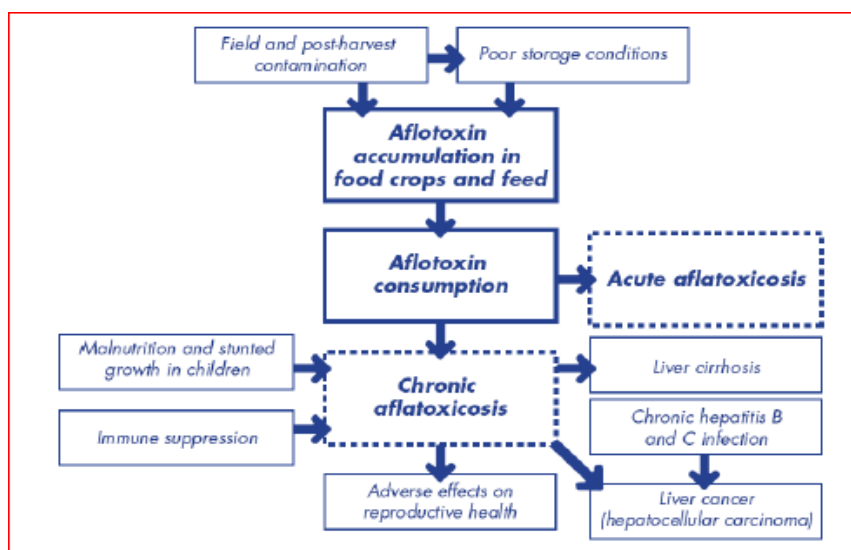 Field and post-harvest
contamination
Poor storage conditions
Aflotoxin
accumulation in
food crops and feed
Aflotoxin
consumption
Acute aflatoxicosis
Malnutrition and stunted
growth in children
Chronic
aflatoxicosis
Liver cirrhosis
Immune suppression
Chronic hepatitis B
and C infection
Adverse effects on
reproductive health
Liver cancer
(hepatocellular carcinoma)